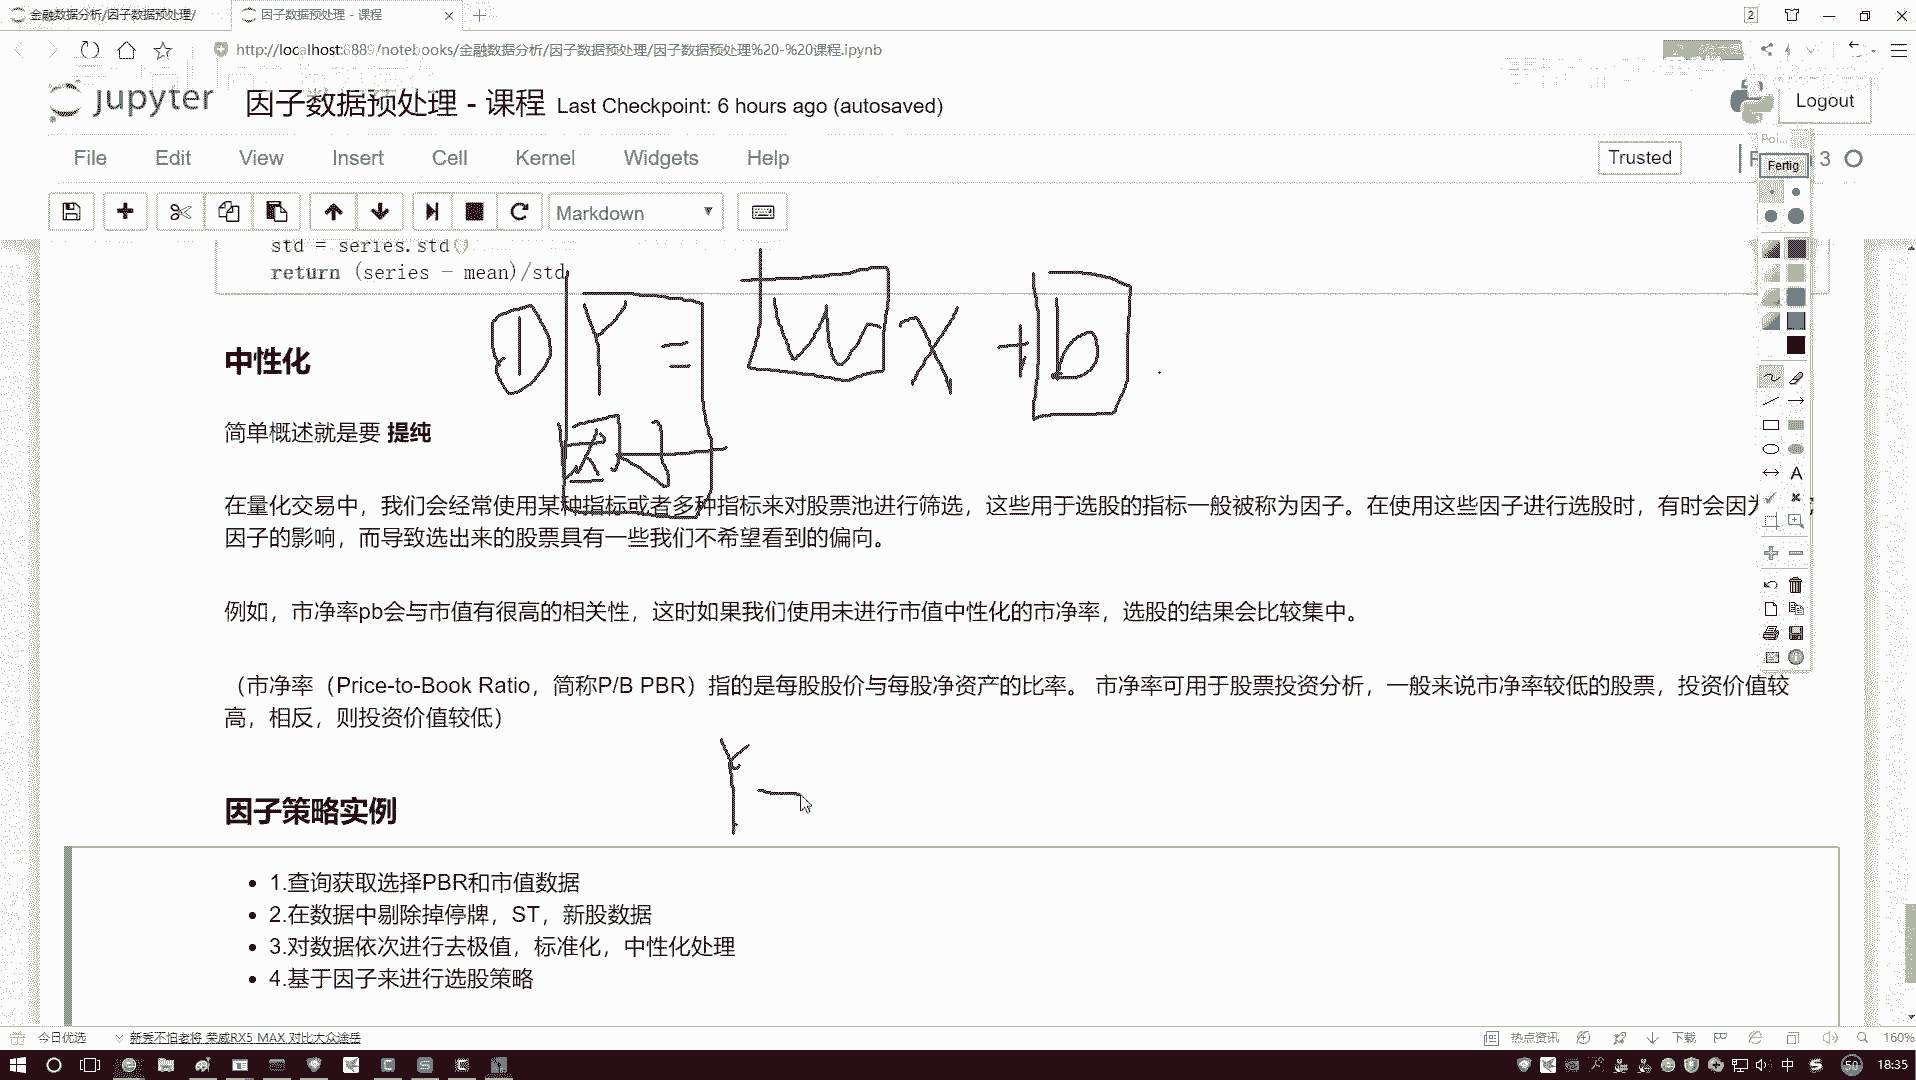 金融数据分析/因子数据预处理/
因子数据预处理 - 课程
2
http://localhost:6889/notebooks/金融数据分析/因子数据预处理/因子数据预处理%20-%20课程.ipynb
jupyter
因子数据预处理 - 课程 Last Checkpoint: 6 hours ago (autosaved)
Logout
File Edit View Insert Cell Kernel Widgets Help
Trusted
3
Fertig
Markdown
std = series.std()
return (series - mean)/std
① Y = W X + b
因子
中性化
简单概述就是要 提纯
在量化交易中，我们会经常使用某种指标或者多种指标来对股票池进行筛选，这些用于选股的指标一般被称为因子。在使用这些因子进行选股时，有时会因为
因子的影响，而导致选出来的股票具有一些我们不希望看到的偏向。
例如，市净率pb会与市值有很高的相关性，这时如果我们使用未进行市值中性化的市净率，选股的结果会比较集中。
（市净率（Price-to-Book Ratio，简称P/B PBR）指的是每股股价与每股净资产的比率。 市净率可用于股票投资分析，一般来说市净率较低的股票，投资价值较
高，相反，则投资价值较低）
Y —
因子策略实例
1.查询获取选择PBR和市值数据
2.在数据中剔除掉停牌，ST，新股数据
3.对数据依次进行去极值，标准化，中性化处理
4.基于因子来进行选股策略
今日优选
新秀不怕老将 荣威RX5 MAX 对比大众途岳
热点资讯
下载
160%
中
50
18:35